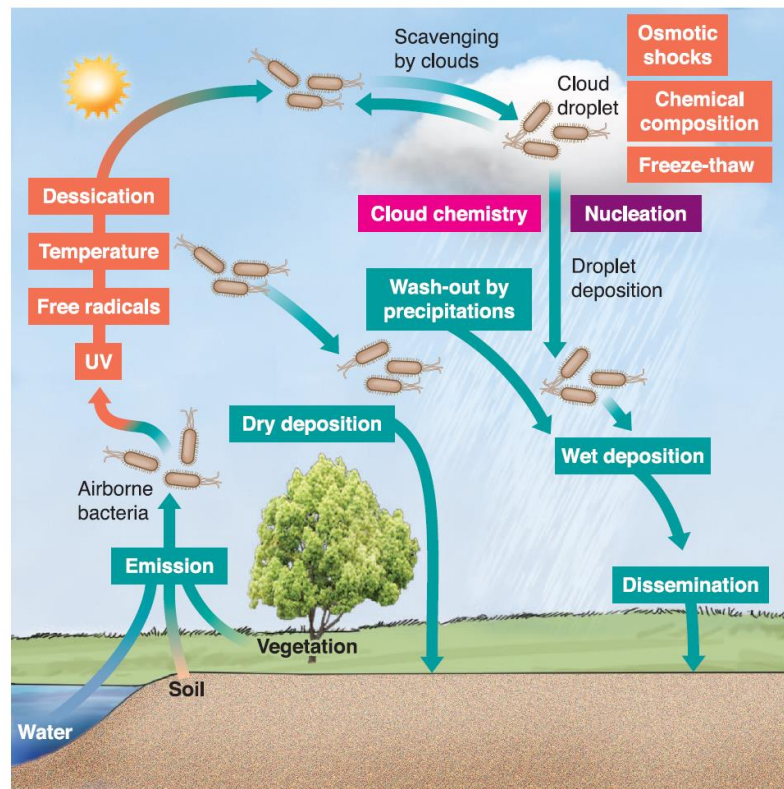 Scavenging
by clouds
Osmotic
shocks
Cloud
droplet
Chemical
composition
Freeze-thaw
Dessication
Cloud chemistry
Nucleation
Temperature
Droplet
deposition
Wash-out by
precipitations
Free radicals
UV
Dry deposition
Wet deposition
Airborne
bacteria
Emission
Dissemination
Vegetation
Soil
Water